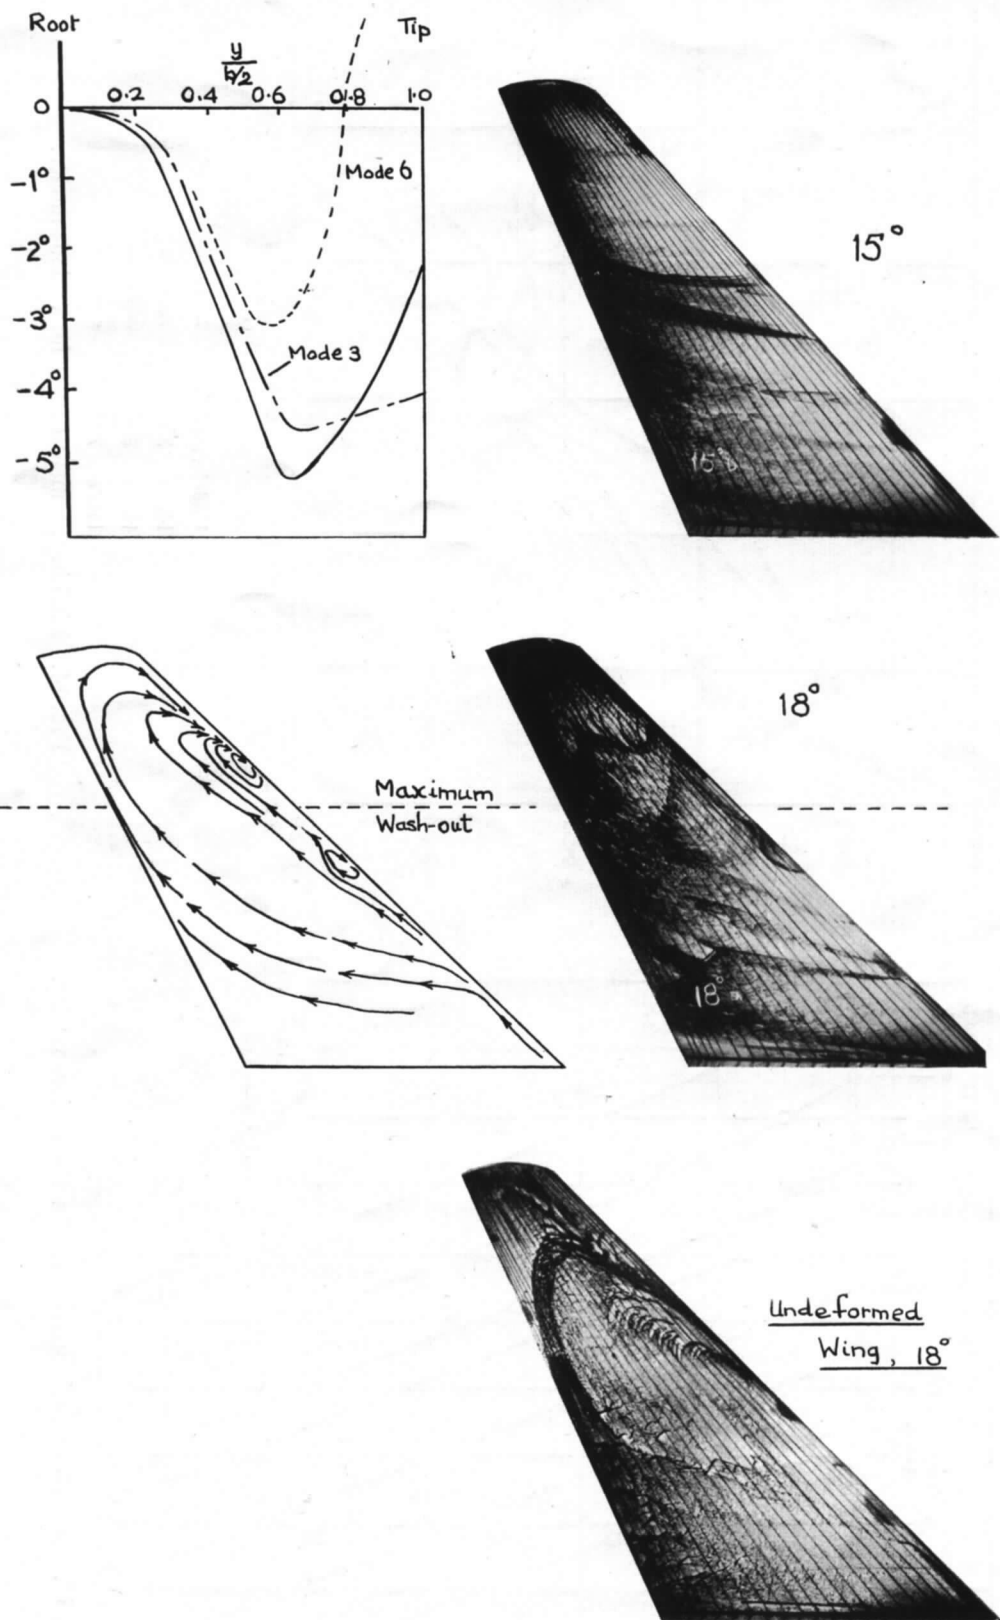 Root
Tip
y
b/2
0.2 0.4 0.6 0.8 1.0
0
-1°
Mode 6
-2°
-3°
Mode 3
-4°
-5°
15°
15°
18°
Maximum
Wash-out
18°
Undeformed
Wing, 18°